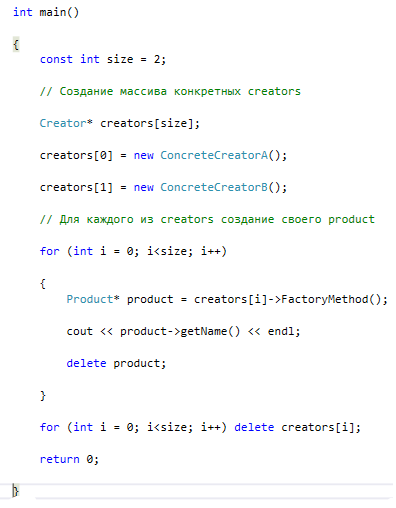 int main()
{
const int size = 2;
// Создание массива конкретных creators
Creator* creators[size];
creators[0] = new ConcreteCreatorA();
creators[1] = new ConcreteCreatorB();
// Для каждого из creators создание своего product
for (int i = 0; i<size; i++)
{
Product* product = creators[i]->FactoryMethod();
cout << product->getName() << endl;
delete product;
}
for (int i = 0; i<size; i++) delete creators[i];
return 0;
}